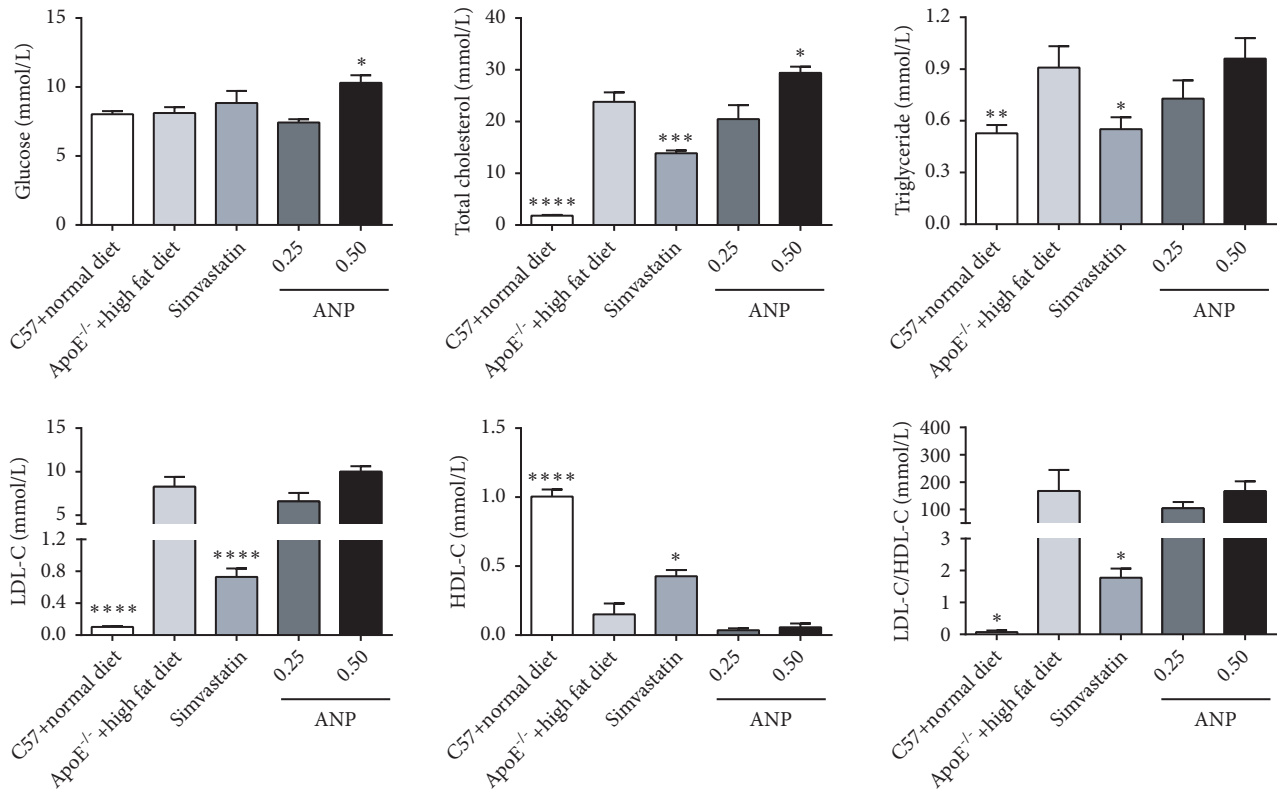 Glucose (mmol/L)
15
10
5
0
*
C57+normal diet
ApoE⁻/⁻ +high fat diet
Simvastatin
0.25
0.50
ANP
Total cholesterol (mmol/L)
40
30
20
10
0
****
***
*
C57+normal diet
ApoE⁻/⁻ +high fat diet
Simvastatin
0.25
0.50
ANP
Triglyceride (mmol/L)
1.2
0.9
0.6
0.3
0.0
**
*
C57+normal diet
ApoE⁻/⁻ +high fat diet
Simvastatin
0.25
0.50
ANP
LDL-C (mmol/L)
15
10
5
1.2
0.8
0.4
0.0
****
****
C57+normal diet
ApoE⁻/⁻ +high fat diet
Simvastatin
0.25
0.50
ANP
HDL-C (mmol/L)
1.5
1.0
0.5
0.0
****
*
C57+normal diet
ApoE⁻/⁻ +high fat diet
Simvastatin
0.25
0.50
ANP
LDL-C/HDL-C (mmol/L)
400
300
200
100
3
2
1
0
*
*
C57+normal diet
ApoE⁻/⁻ +high fat diet
Simvastatin
0.25
0.50
ANP